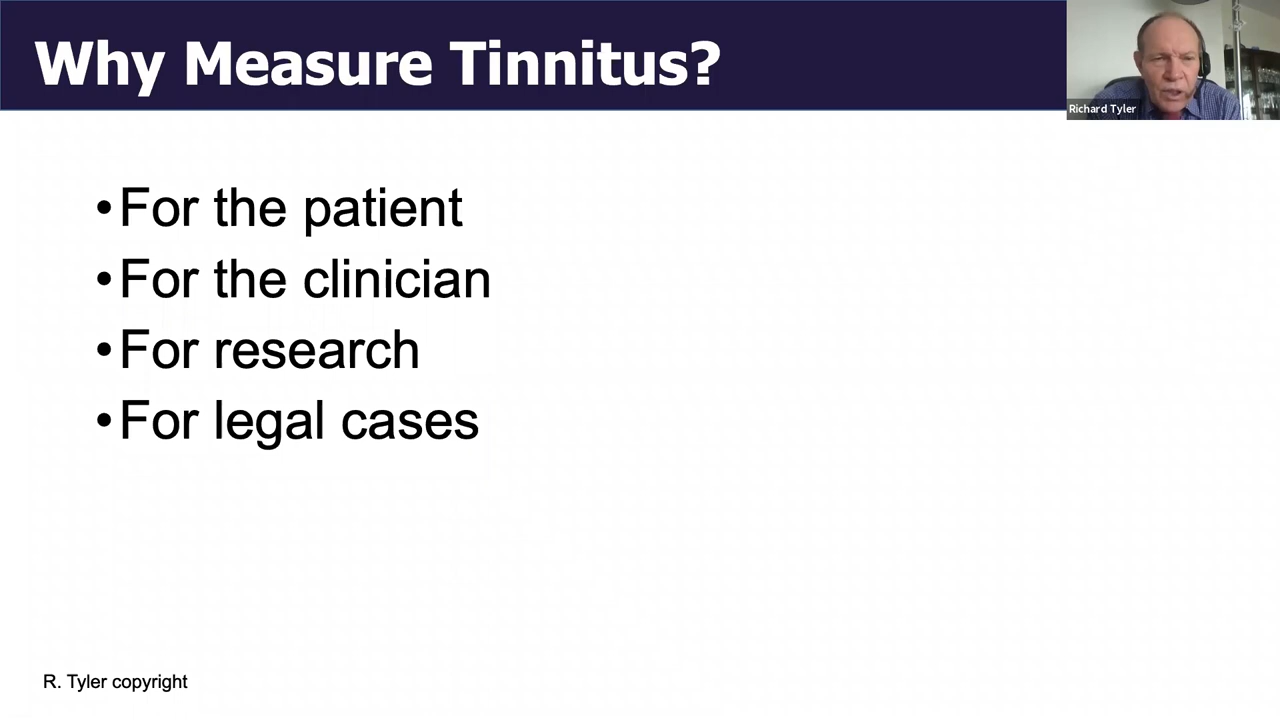 Why Measure Tinnitus?
Richard Tyler
•For the patient
•For the clinician
•For research
•For legal cases
R. Tyler copyright